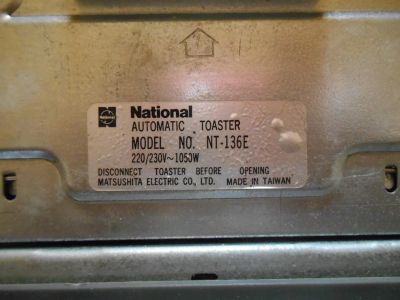 National
National
AUTOMATIC TOASTER
MODEL NO. NT-136E
220/230V~1050W
DISCONNECT TOASTER BEFORE OPENING
MATSUSHITA ELECTRIC CO., LTD. MADE IN TAIWAN